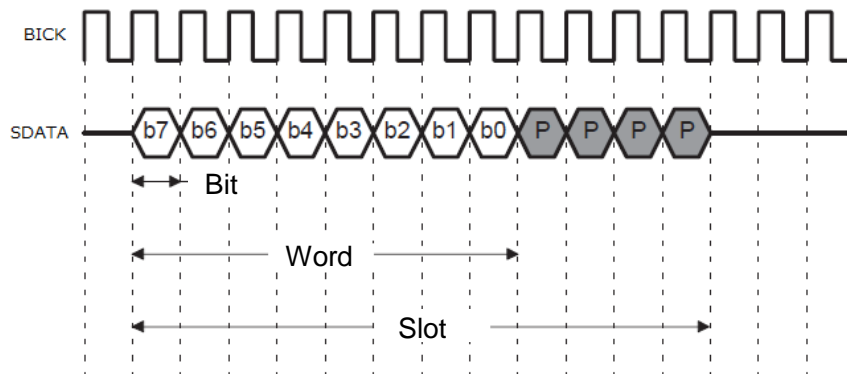 BICK
SDATA b7 b6 b5 b4 b3 b2 b1 b0 P P P P
Bit
Word
Slot